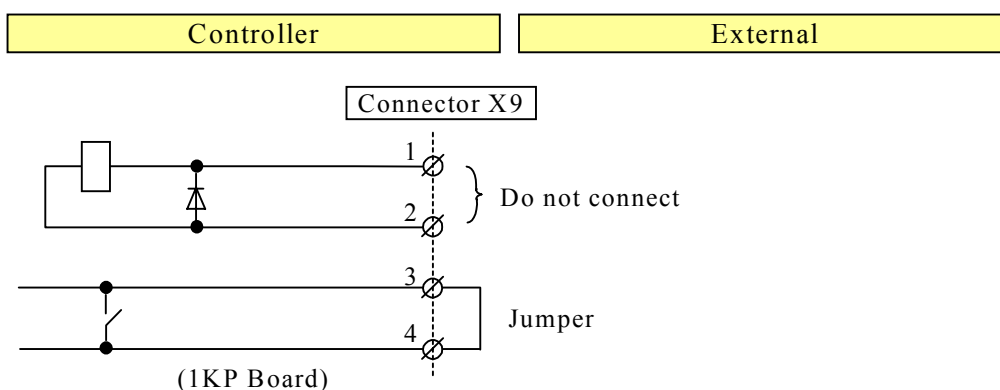 Controller
External
Connector X9
1
Do not connect
2
3
Jumper
4
(1KP Board)